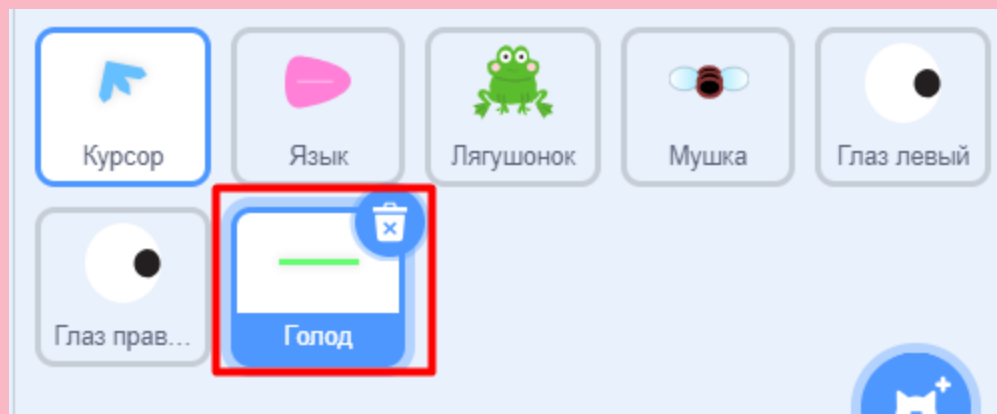 Курсор
Язык
Лягушонок
Мушка
Глаз левый
Глаз прав...
Голод